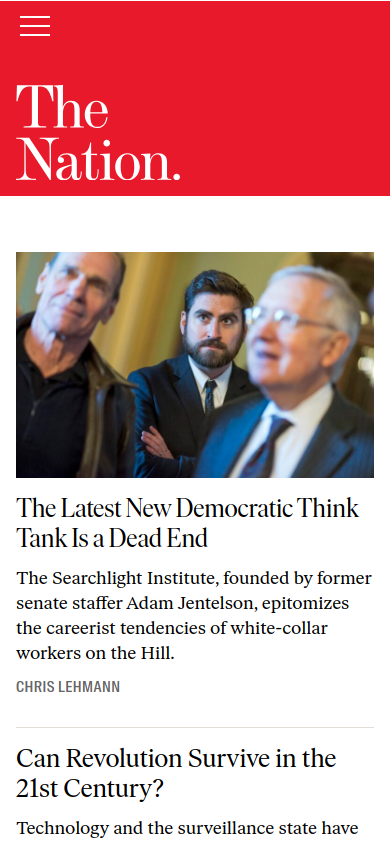 The
Nation.
The Latest New Democratic Think
Tank Is a Dead End
The Searchlight Institute, founded by former
senate staffer Adam Jentelson, epitomizes
the careerist tendencies of white-collar
workers on the Hill.
CHRIS LEHMANN
Can Revolution Survive in the
21st Century?
Technology and the surveillance state have